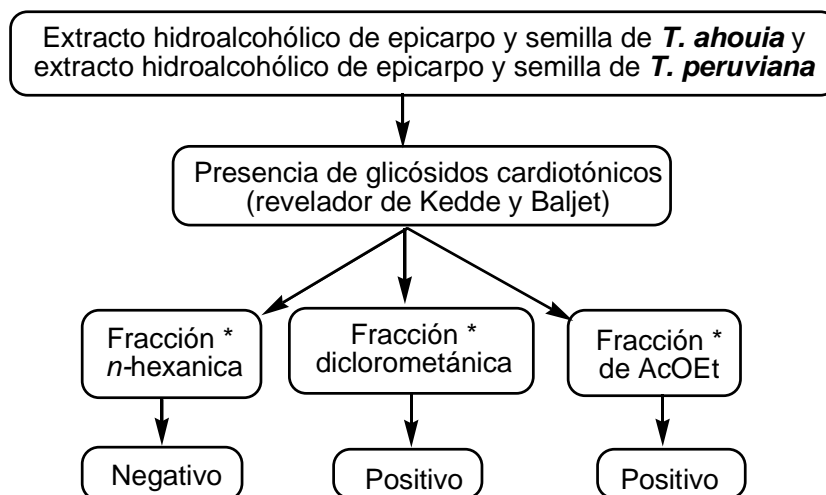 Extracto hidroalcohólico de epicarpo y semilla de T. ahouia y
extracto hidroalcohólico de epicarpo y semilla de T. peruviana
Presencia de glicósidos cardiotónicos
(revelador de Kedde y Baljet)
Fracción *
n-hexanica
Fracción *
diclorometánica
Fracción *
de AcOEt
Negativo
Positivo
Positivo